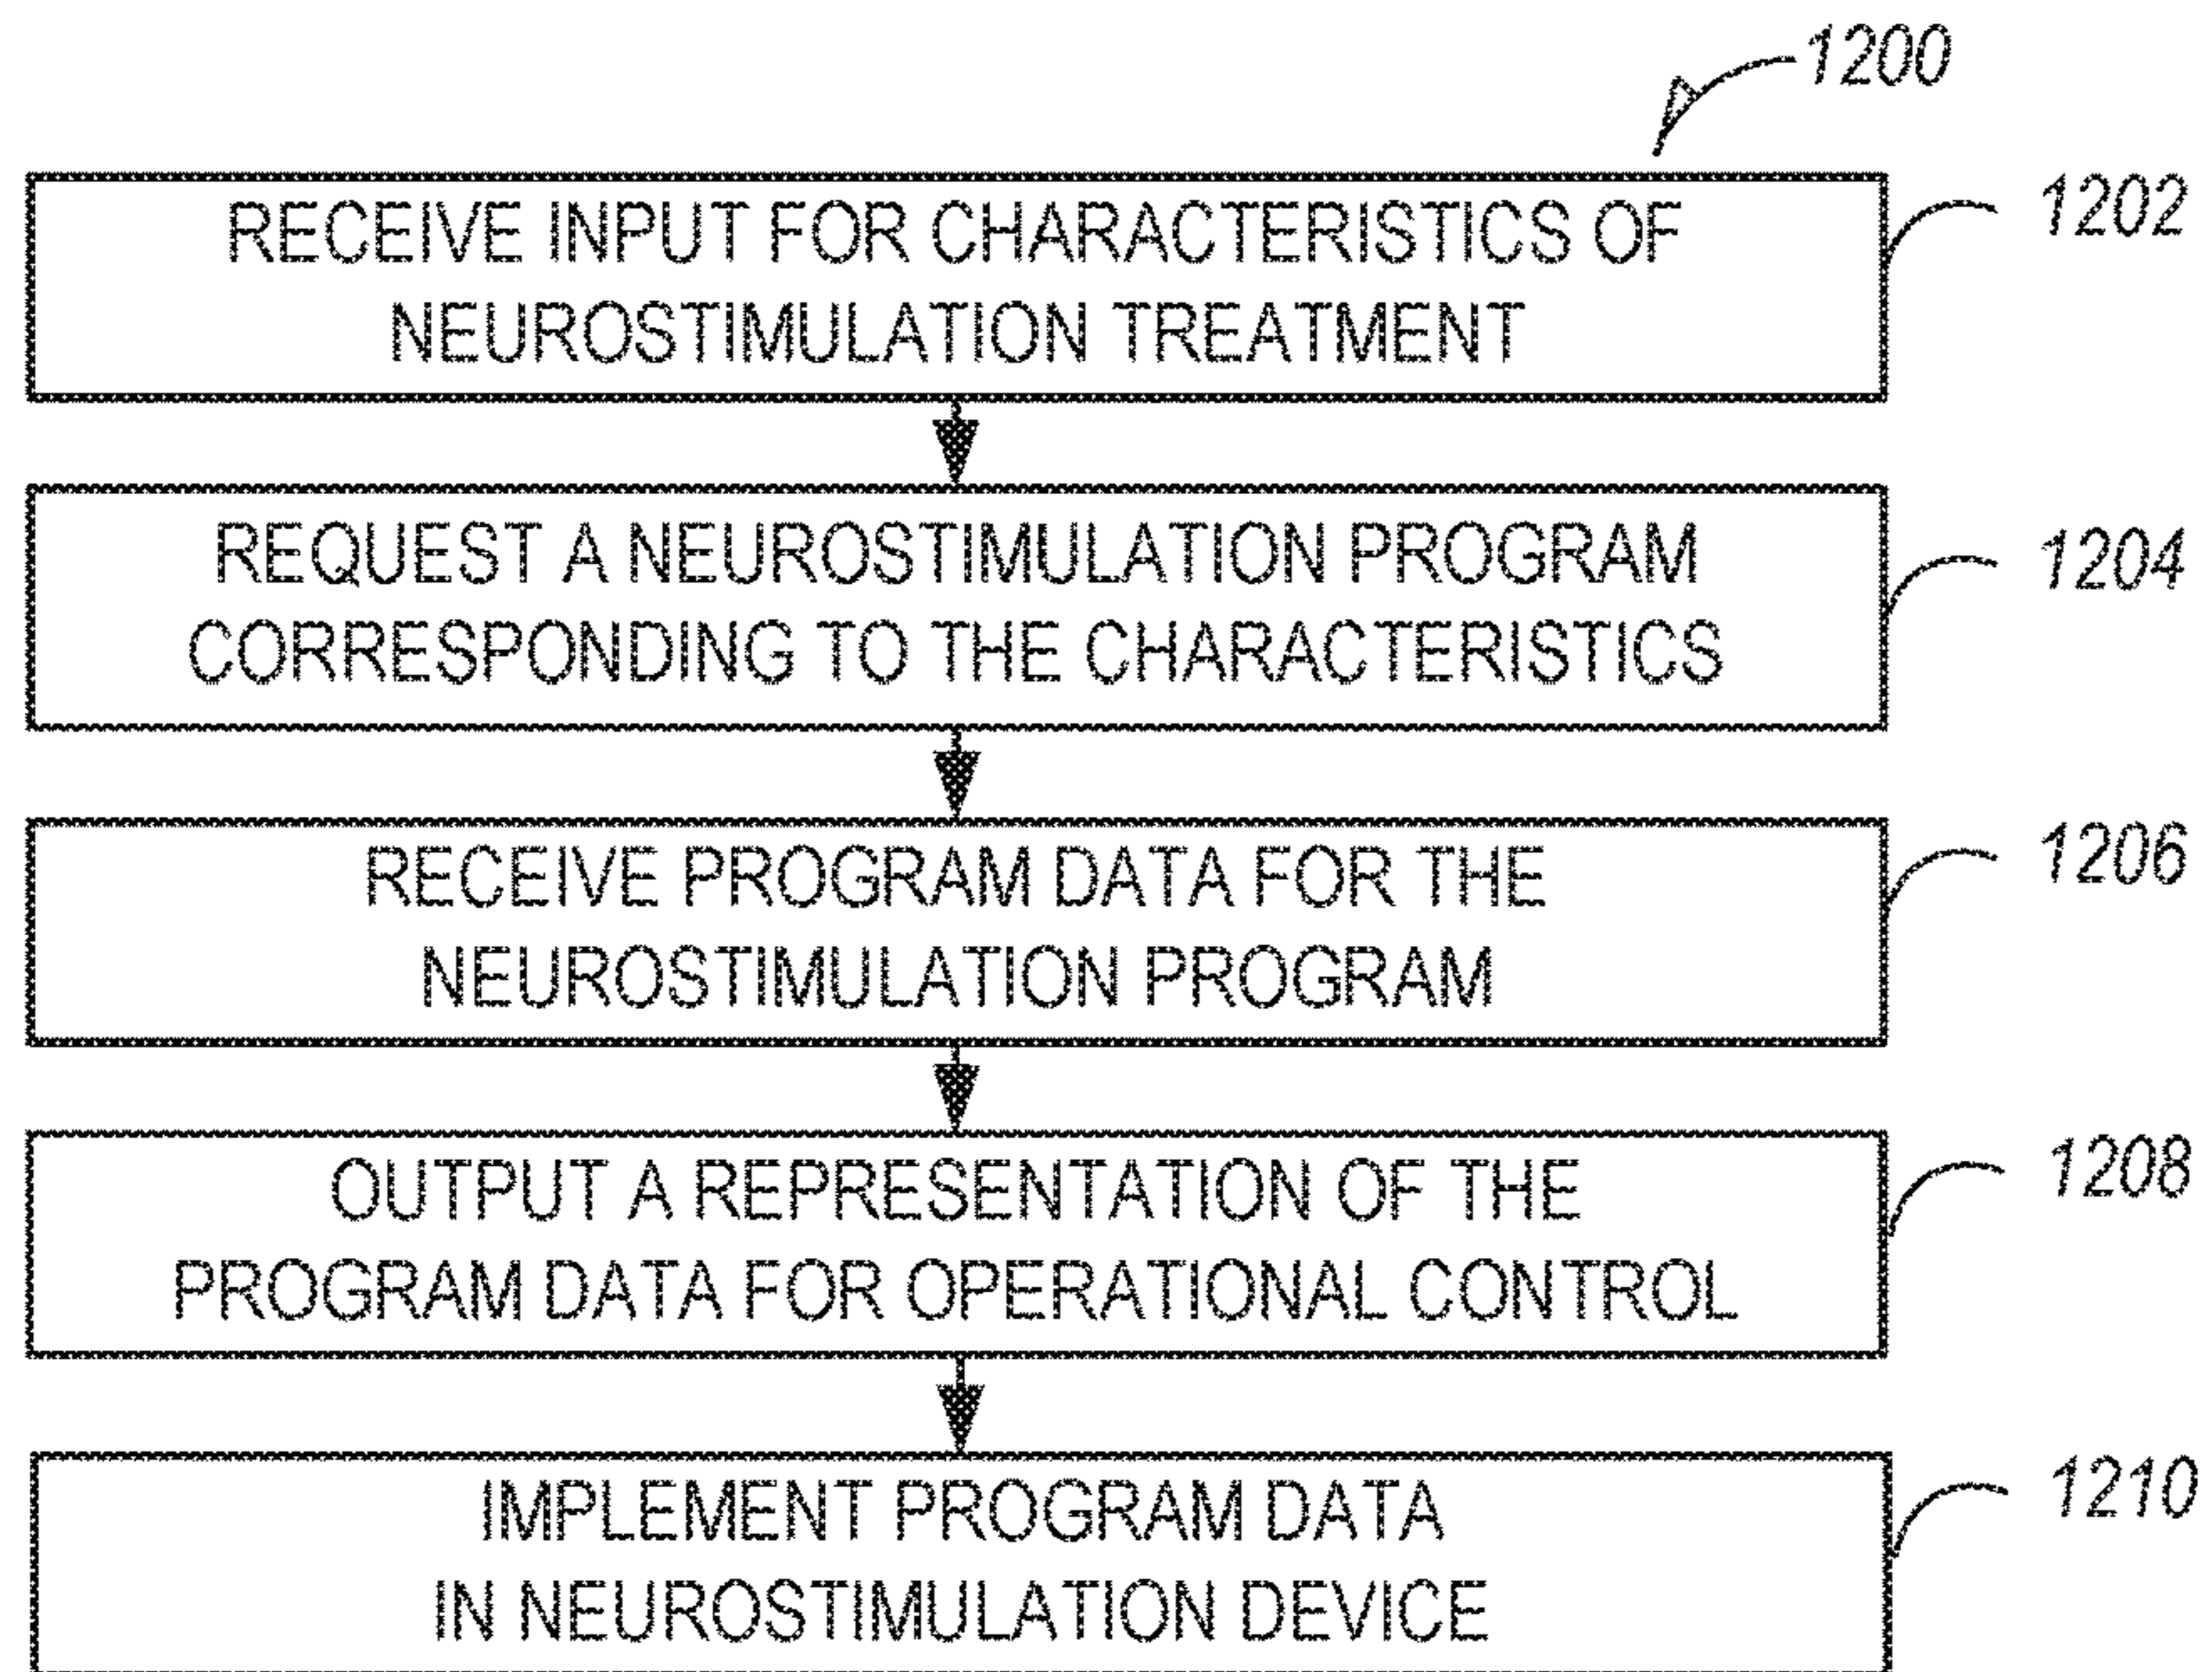 1200
RECEIVE INPUT FOR CHARACTERISTICS OF
NEUROSTIMULATION TREATMENT
1202
REQUEST A NEUROSTIMULATION PROGRAM
CORRESPONDING TO THE CHARACTERISTICS
1204
RECEIVE PROGRAM DATA FOR THE
NEUROSTIMULATION PROGRAM
1206
OUTPUT A REPRESENTATION OF THE
PROGRAM DATA FOR OPERATIONAL CONTROL
1208
IMPLEMENT PROGRAM DATA
IN NEUROSTIMULATION DEVICE
1210